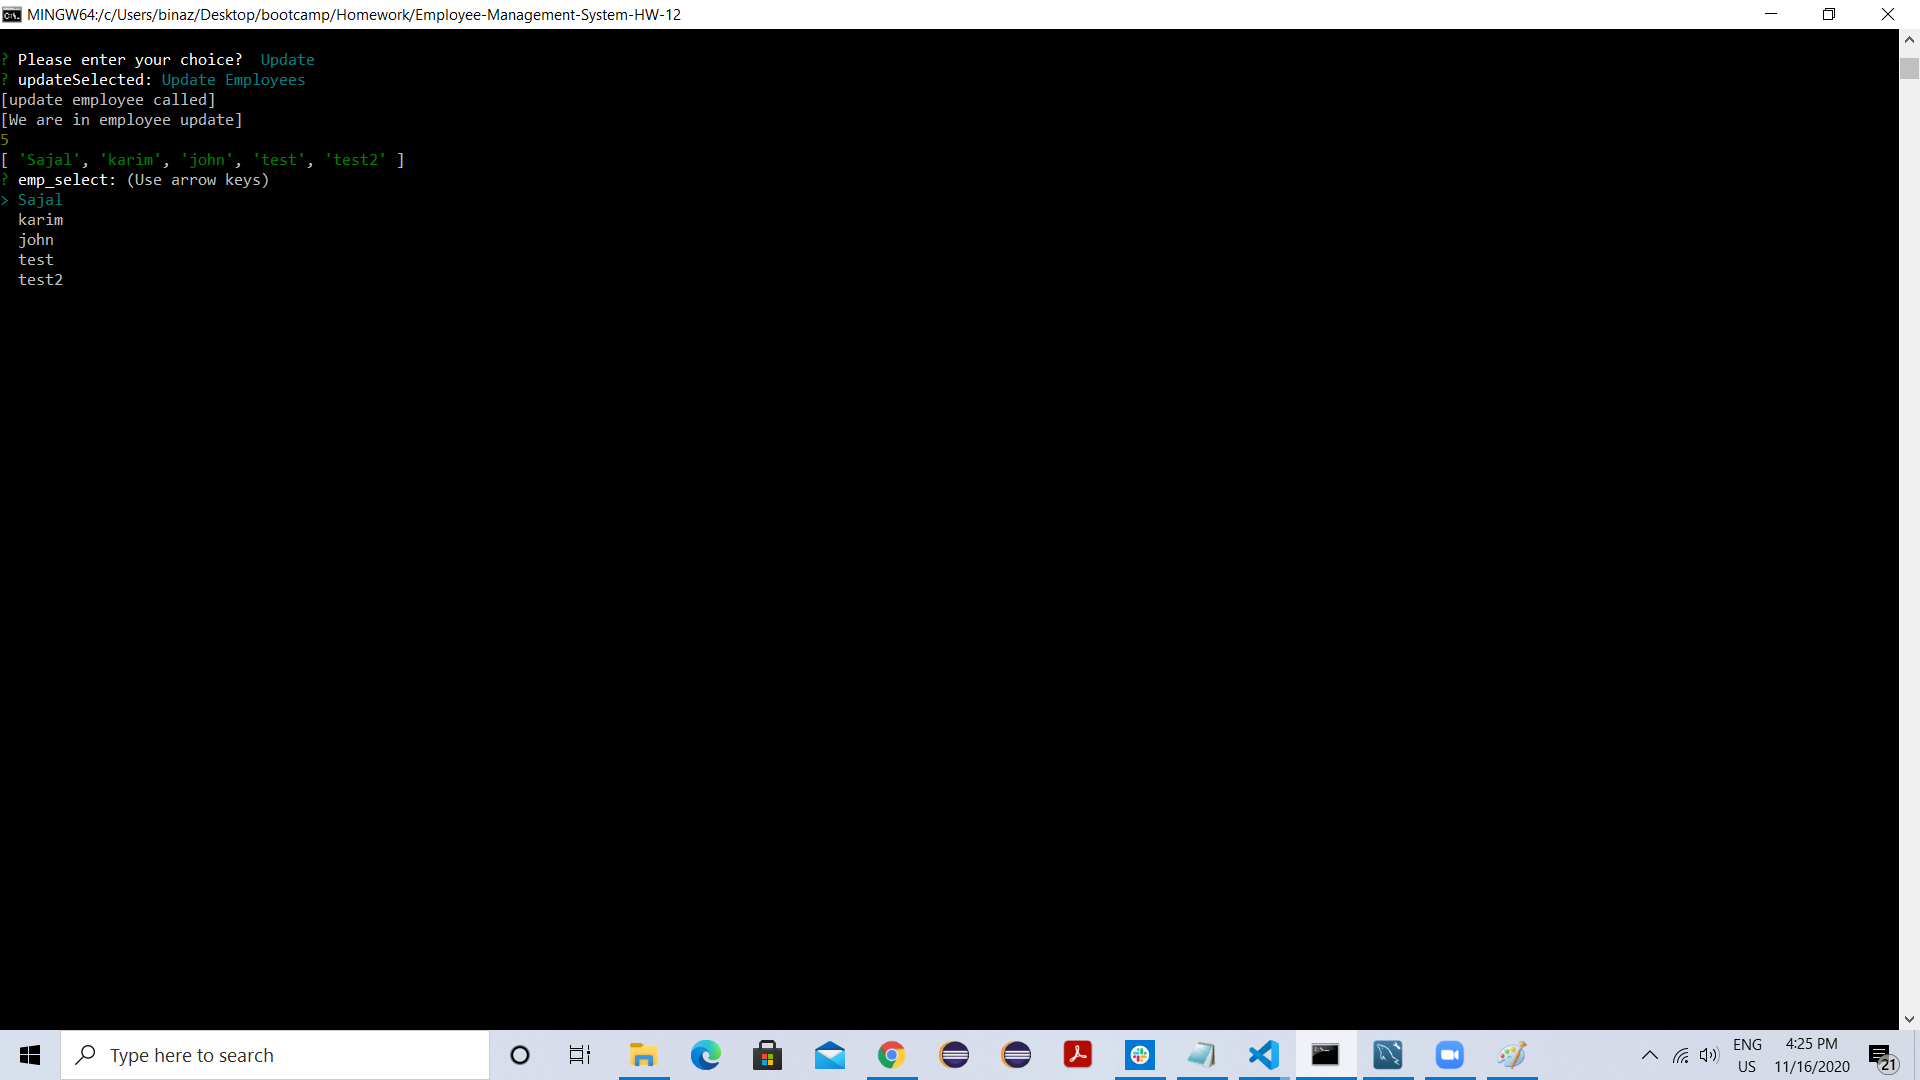 MINGW64:/c/Users/binaz/Desktop/bootcamp/Homework/Employee-Management-System-HW-12
? Please enter your choice?  Update
? updateSelected: Update Employees
[update employee called]
[We are in employee update]
5
[ 'Sajal', 'karim', 'john', 'test', 'test2' ]
? emp_select: (Use arrow keys)
> Sajal
  karim
  john
  test
  test2
Type here to search
ENG
US
4:25 PM
11/16/2020
21